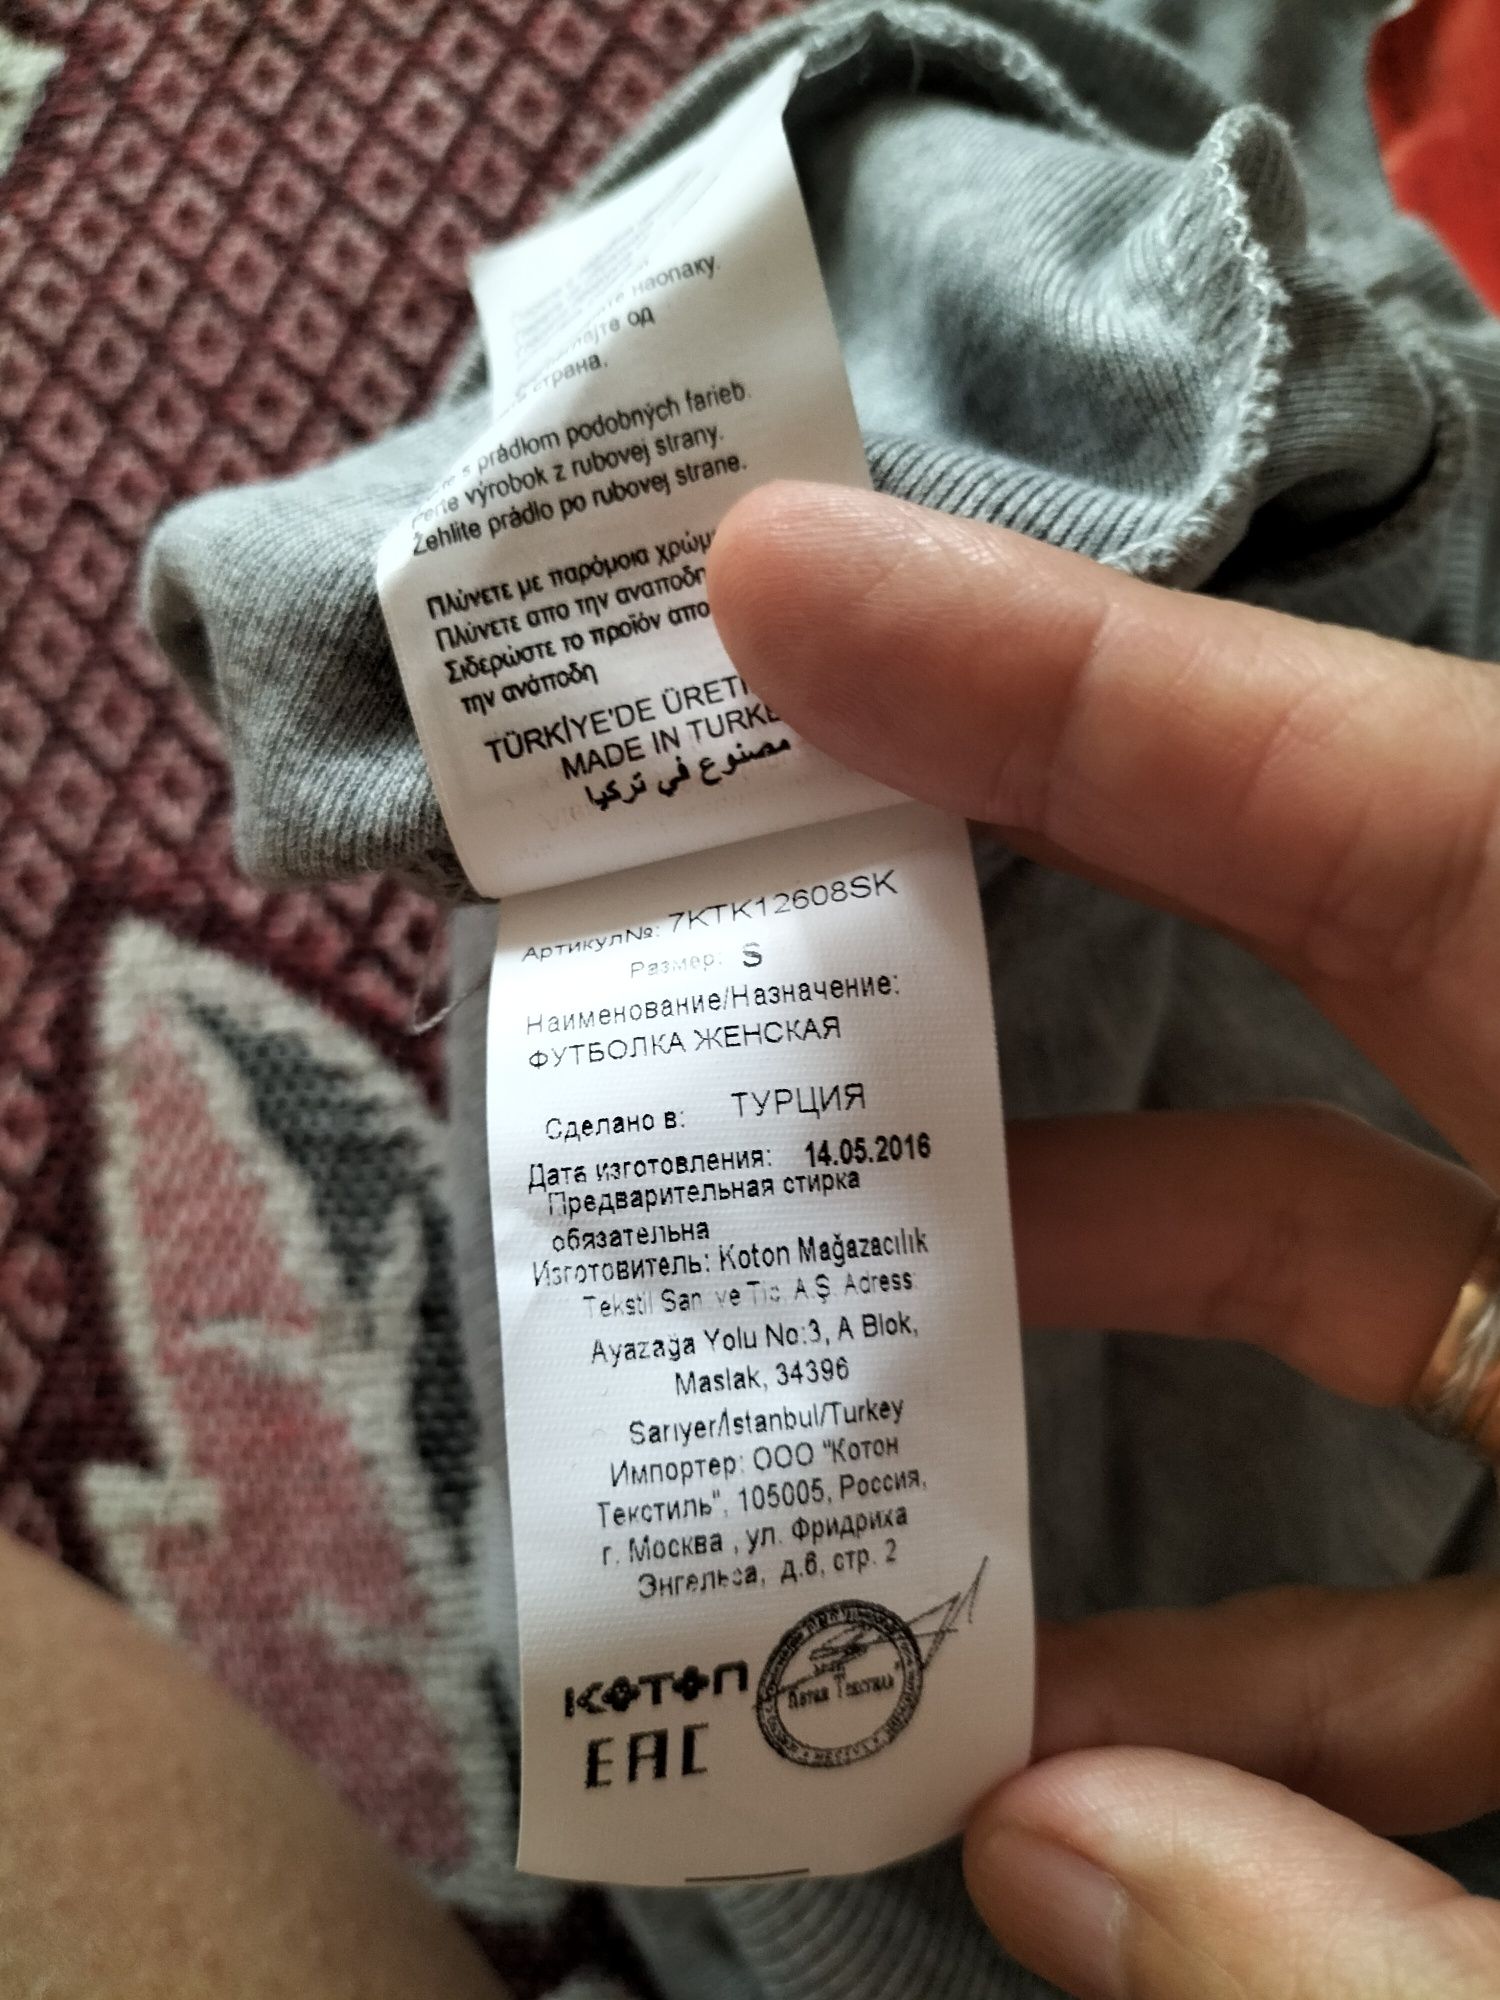 наопаку.
од
страна.
s prádlom podobných farieb.
výrobok z rubovej strany.
Žehlite prádlo po rubovej strane.
Πλύνετε με παρόμοια
Πλύνετε απο την
Σιδερώστε το προϊόν απο
την ανάποδη
TÜRKİYE'DE
MADE IN
مصنوع في تركيا
Артикул№: 7KTK12608SK
Размер: S
Наименование/Назначение:
ФУТБОЛКА ЖЕНСКАЯ
Сделано в: ТУРЦИЯ
Дата изготовления: 14.05.2016
Предварительная стирка
обязательна
Изготовитель: Koton Mağazacılık
Tekstil San ve Tic. A.Ş. Adress:
Ayazağa Yolu No:3, A Blok,
Maslak, 34396
Sarıyer/İstanbul/Turkey
Импортер: ООО "Котон
Текстиль", 105005, Россия,
г. Москва , ул. Фридриха
Энгельса, д.6, стр. 2
KOTON
EAC